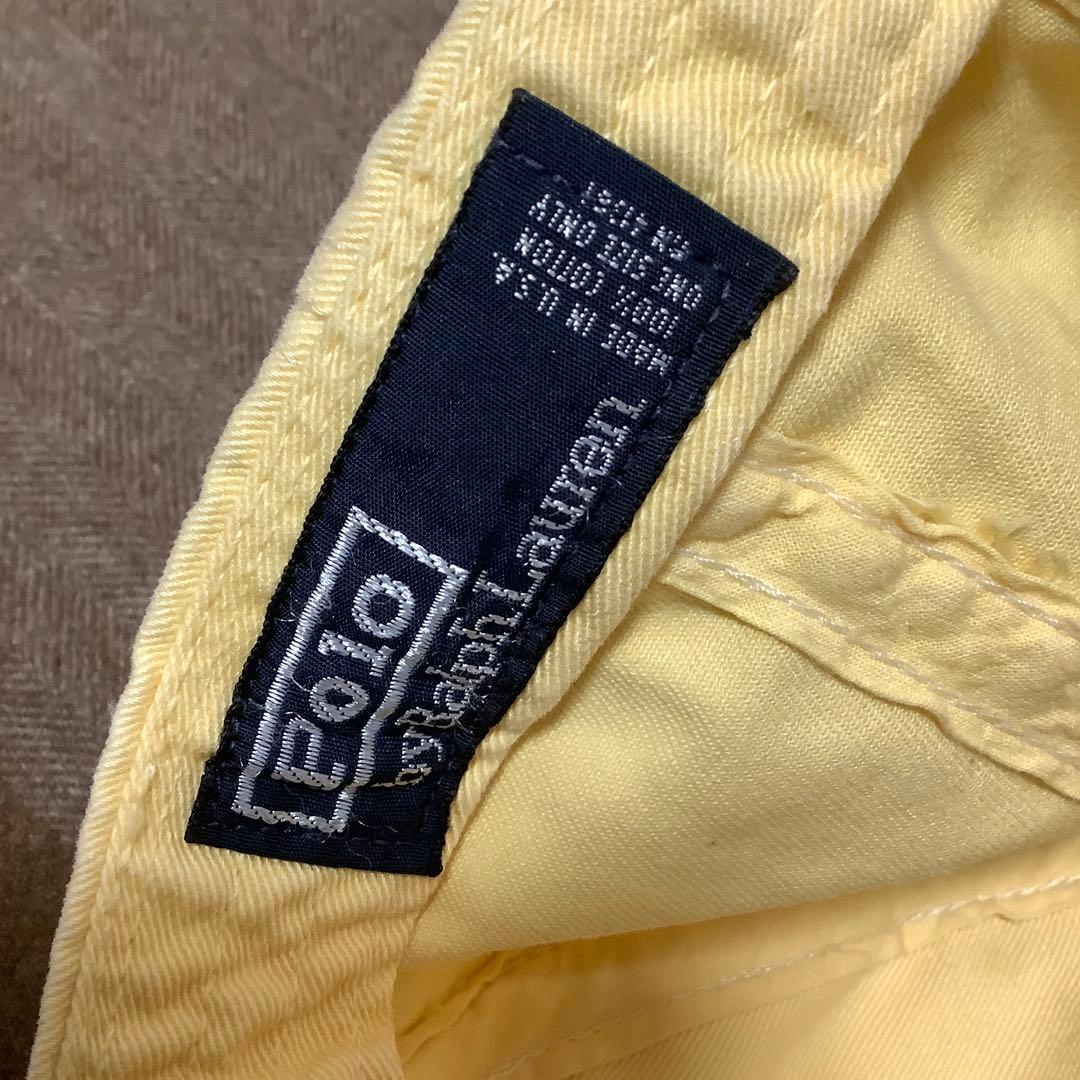 Polo
by Ralph Lauren
MADE IN U.S.A
100% COTTON
ONE SIZE ONLY
RN 41381